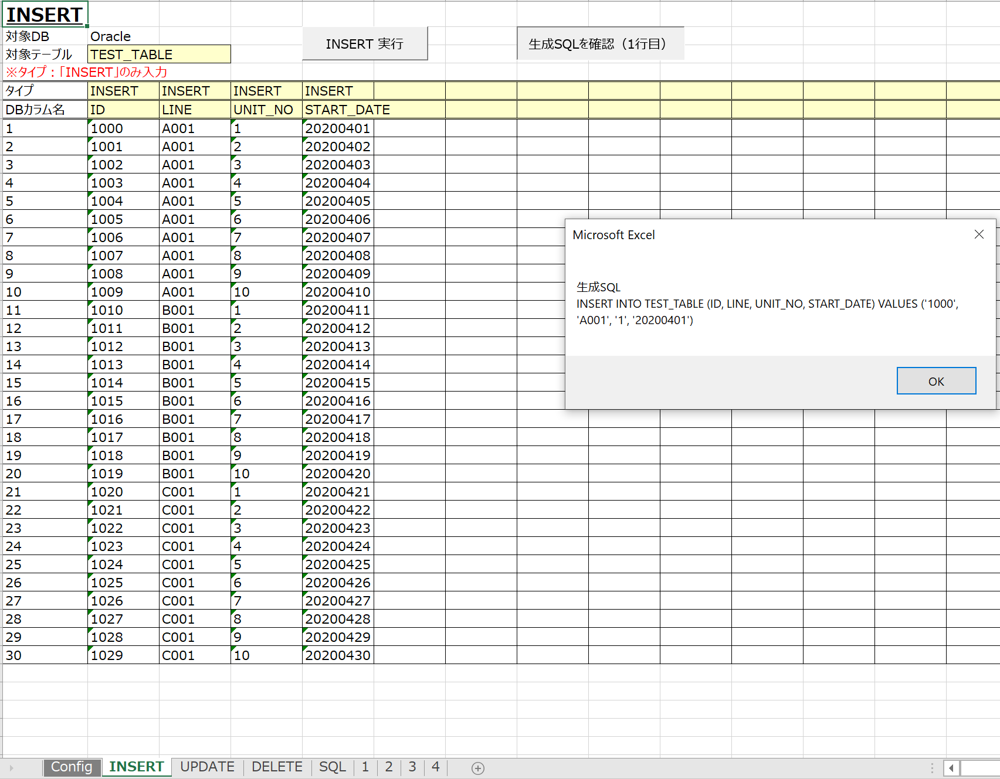 INSERT
対象DB Oracle
INSERT 実行 生成SQLを確認（1行目）
対象テーブル TEST_TABLE
※タイプ：「INSERT」のみ入力
タイプ INSERT INSERT INSERT INSERT
DBカラム名 ID LINE UNIT_NO START_DATE
1 1000 A001 1 20200401
2 1001 A001 2 20200402
3 1002 A001 3 20200403
4 1003 A001 4 20200404
5 1004 A001 5 20200405
6 1005 A001 6 20200406
7 1006 A001 7 20200407
8 1007 A001 8 20200408
9 1008 A001 9 20200409
10 1009 A001 10 20200410
11 1010 B001 1 20200411
12 1011 B001 2 20200412
13 1012 B001 3 20200413
14 1013 B001 4 20200414
15 1014 B001 5 20200415
16 1015 B001 6 20200416
17 1016 B001 7 20200417
18 1017 B001 8 20200418
19 1018 B001 9 20200419
20 1019 B001 10 20200420
21 1020 C001 1 20200421
22 1021 C001 2 20200422
23 1022 C001 3 20200423
24 1023 C001 4 20200424
25 1024 C001 5 20200425
26 1025 C001 6 20200426
27 1026 C001 7 20200427
28 1027 C001 8 20200428
29 1028 C001 9 20200429
30 1029 C001 10 20200430
Microsoft Excel
生成SQL
INSERT INTO TEST_TABLE (ID, LINE, UNIT_NO, START_DATE) VALUES ('1000',
'A001', '1', '20200401')
OK
Config INSERT UPDATE DELETE SQL 1 2 3 4